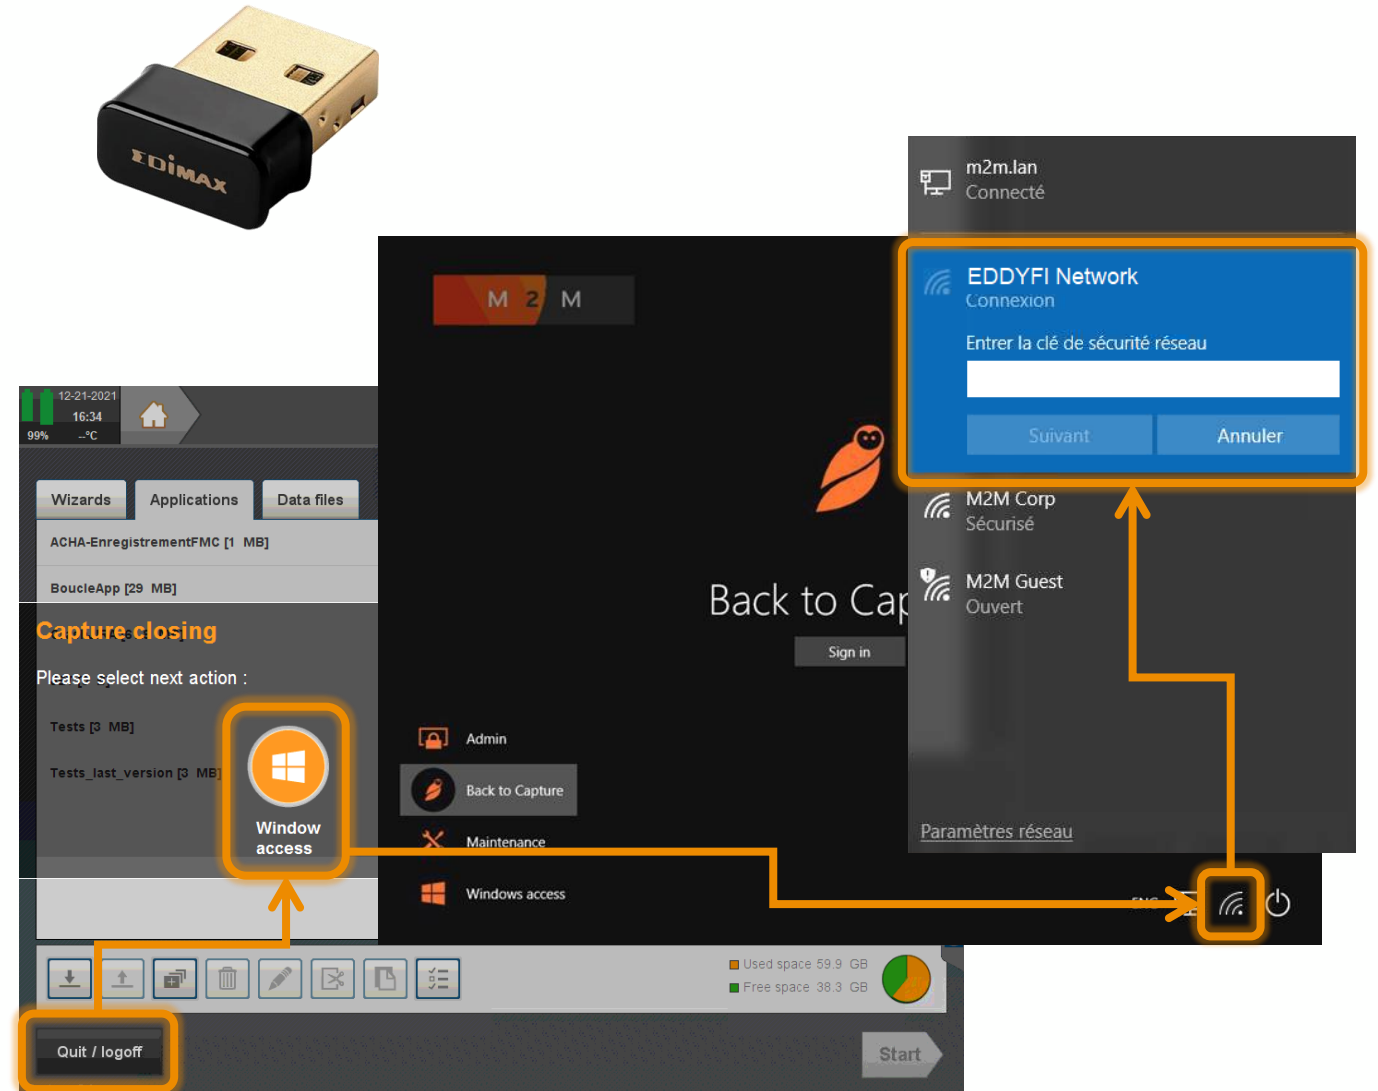 EDIMAX
m2m.lan
Connecté
EDDYFI Network
Connexion
Entrer la clé de sécurité réseau
Suivant
Annuler
M2M Corp
Sécurisé
M2M Guest
Ouvert
Paramètres réseau
M 2 M
Back to Cap
Sign in
Admin
Back to Capture
Maintenance
Windows access
ENG
12-21-2021
16:34
99% --°C
Wizards
Applications
Data files
ACHA-EnregistrementFMC [1 MB]
BoucleApp [29 MB]
Capture closing
Please select next action :
Tests [3 MB]
Tests_last_version [3 MB]
Window
access
Used space 59.9 GB
Free space 38.3 GB
Quit / logoff
Start